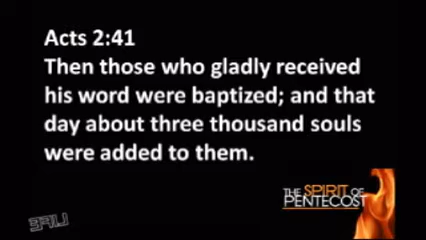 Acts 2:41
Then those who gladly received
his word were baptized; and that
day about three thousand souls
were added to them.
THE SPIRIT OF
PENTECOST